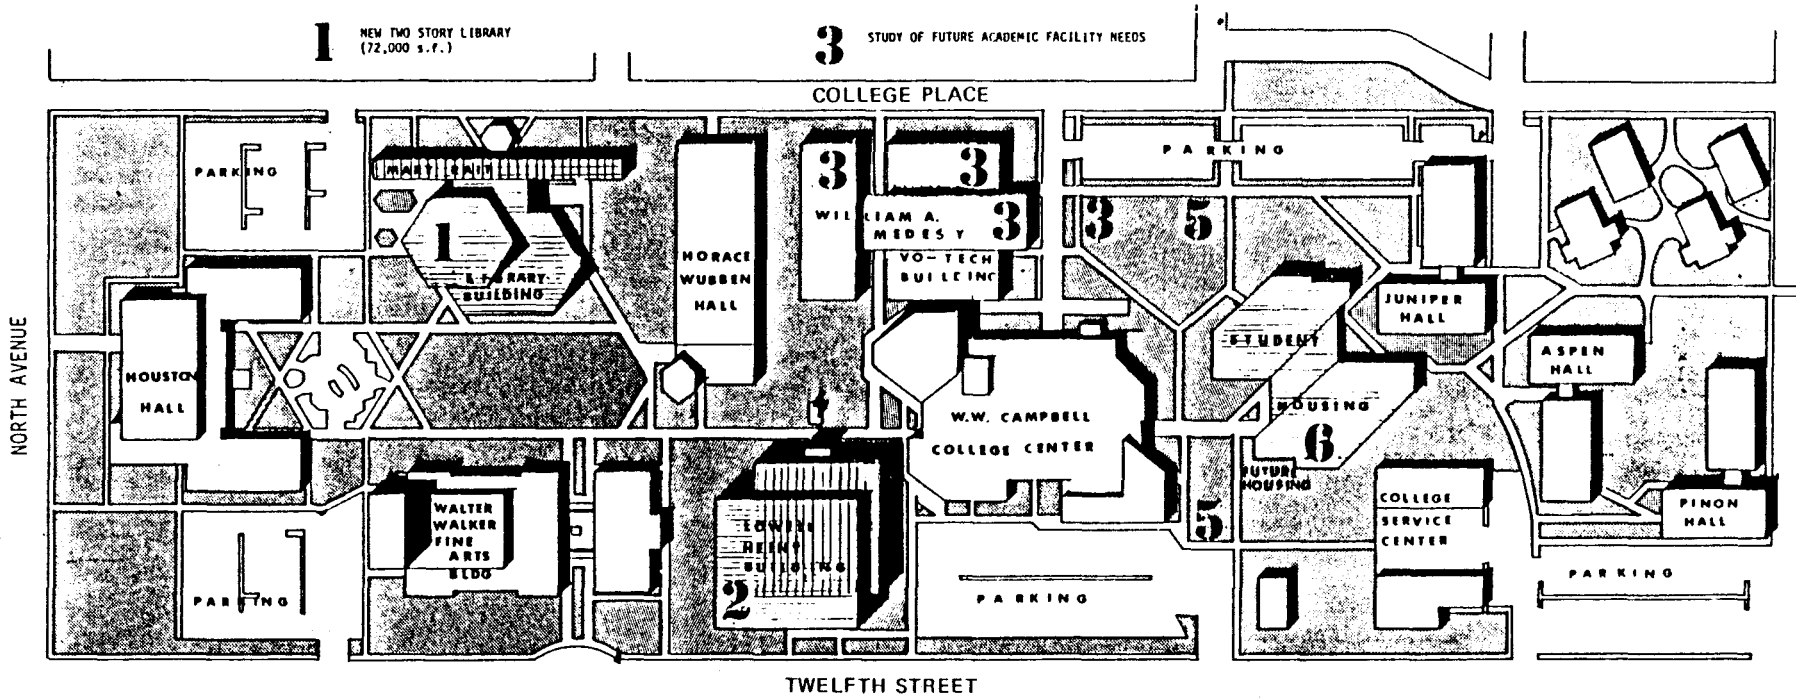 1 NEW TWO STORY LIBRARY
(72,000 s.f.)
3 STUDY OF FUTURE ACADEMIC FACILITY NEEDS
COLLEGE PLACE
NORTH AVENUE
PARKING
MARY RAIT
1
LIBRARY
BUILDING
HOUSTON
HALL
HORACE
WUBBEN
HALL
3
3
WILLIAM A.
MEDESY
3
VO-TECH
BUILDING
PARKING
3
5
JUNIPER
HALL
STUDENT
HOUSING
6
FUTURE
HOUSING
ASPEN
HALL
W.W. CAMPBELL
COLLEGE CENTER
WALTER
WALKER
FINE
ARTS
BLDG
PARKING
LOWELL
HEINY
BUILDING
2
PARKING
5
COLLEGE
SERVICE
CENTER
PINON
HALL
PARKING
TWELFTH STREET